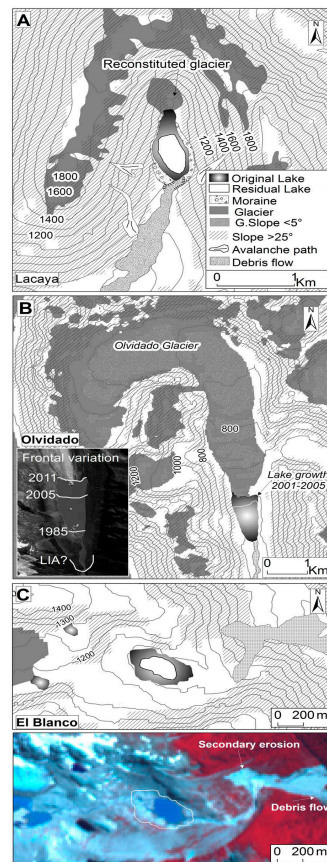 A
N
Reconstituted glacier
1200
1400
1600
1800
1800
1600
1400
1200
Original Lake
Residual Lake
Moraine
Glacier
G.Slope <5°
Slope >25°
Avalanche path
Debris flow
0 1
Km
Lacaya
B
N
Olvidado Glacier
800
1000
800
1200
Olvidado
Frontal variation
2011
2005
1985
LIA?
Lake growth
2001-2005
0 1
Km
C
N
1400
1300
1200
El Blanco
0 200 m
Secondary erosion
Debris flow
0 200 m